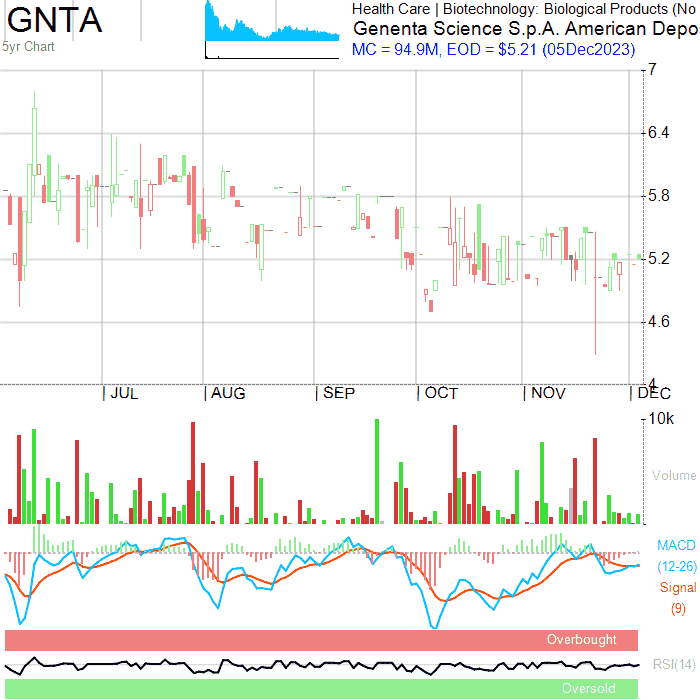 GNTA
5yr Chart
Health Care | Biotechnology: Biological Products (No
Genenta Science S.p.A. American Depo
MC = 94.9M, EOD = $5.21 (05Dec2023)
7
6.4
5.8
5.2
4.6
4
| JUL | AUG | SEP | OCT | NOV | DEC
10k
Volume
MACD
(12-26)
Signal
(9)
Overbought
RSI(14)
Oversold